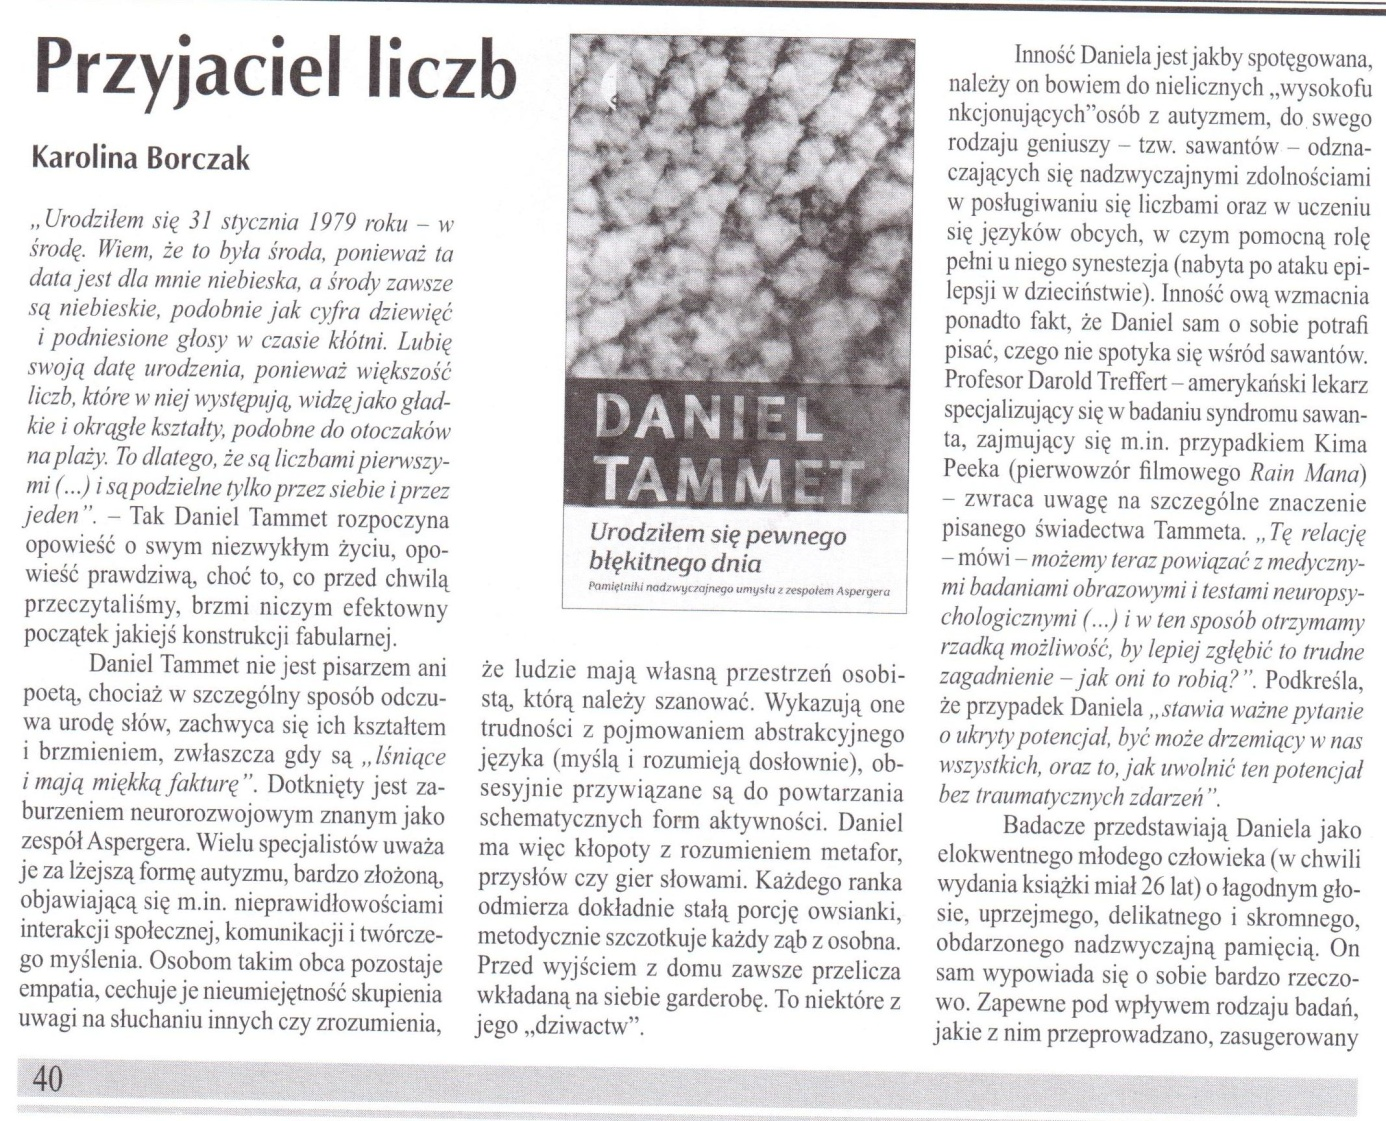 Przyjaciel liczb
Karolina Borczak
„Urodziłem się 31 stycznia 1979 roku – w
środę. Wiem, że to była środa, ponieważ ta
data jest dla mnie niebieska, a środy zawsze
są niebieskie, podobnie jak cyfra dziewięć
i podniesione głosy w czasie kłótni. Lubię
swoją datę urodzenia, ponieważ większość
liczb, które w niej występują, widzę jako gład-
kie i okrągłe kształty, podobne do otoczaków
na plaży. To dlatego, że są liczbami pierwszy-
mi (...) i są podzielne tylko przez siebie i przez
jeden”. – Tak Daniel Tammet rozpoczyna
opowieść o swym niezwykłym życiu, opo-
wieść prawdziwą, choć to, co przed chwilą
przeczytaliśmy, brzmi niczym efektowny
początek jakiejś konstrukcji fabularnej.
Daniel Tammet nie jest pisarzem ani
poetą, chociaż w szczególny sposób odczu-
wa urodę słów, zachwyca się ich kształtem
i brzmieniem, zwłaszcza gdy są „lśniące
i mają miękką fakturę”. Dotknięty jest za-
burzeniem neurorozwojowym znanym jako
zespół Aspergera. Wielu specjalistów uważa
je za lżejszą formę autyzmu, bardzo złożoną,
objawiającą się m.in. nieprawidłowościami
interakcji społecznej, komunikacji i twórcze-
go myślenia. Osobom takim obca pozostaje
empatia, cechuje je nieumiejętność skupienia
uwagi na słuchaniu innych czy zrozumienia,
DANIEL
TAMMET
Urodziłem się pewnego
błękitnego dnia
Pamiętniki nadzwyczajnego umysłu z zespołem Aspergera
że ludzie mają własną przestrzeń osobi-
stą, którą należy szanować. Wykazują one
trudności z pojmowaniem abstrakcyjnego
języka (myślą i rozumieją dosłownie), ob-
sesyjnie przywiązane są do powtarzania
schematycznych form aktywności. Daniel
ma więc kłopoty z rozumieniem metafor,
przysłów czy gier słowami. Każdego ranka
odmierza dokładnie stałą porcję owsianki,
metodycznie szczotkuje każdy ząb z osobna.
Przed wyjściem z domu zawsze przelicza
wkładaną na siebie garderobę. To niektóre z
jego „dziwactw”.
Inność Daniela jest jakby spotęgowana,
należy on bowiem do nielicznych „wysokofu
nkcjonujących”osób z autyzmem, do swego
rodzaju geniuszy – tzw. sawantów – odzna-
czających się nadzwyczajnymi zdolnościami
w posługiwaniu się liczbami oraz w uczeniu
się języków obcych, w czym pomocną rolę
pełni u niego synestezja (nabyta po ataku epi-
lepsji w dzieciństwie). Inność ową wzmacnia
ponadto fakt, że Daniel sam o sobie potrafi
pisać, czego nie spotyka się wśród sawantów.
Profesor Darold Treffert – amerykański lekarz
specjalizujący się w badaniu syndromu sawan-
ta, zajmujący się m.in. przypadkiem Kima
Peeka (pierwowzór filmowego Rain Mana)
– zwraca uwagę na szczególne znaczenie
pisanego świadectwa Tammeta. „Tę relację
– mówi – możemy teraz powiązać z medyczny-
mi badaniami obrazowymi i testami neuropsy-
chologicznymi (...) i w ten sposób otrzymamy
rzadką możliwość, by lepiej zgłębić to trudne
zagadnienie – jak oni to robią?”. Podkreśla,
że przypadek Daniela „stawia ważne pytanie
o ukryty potencjał, być może drzemiący w nas
wszystkich, oraz to, jak uwolnić ten potencjał
bez traumatycznych zdarzeń”.
Badacze przedstawiają Daniela jako
elokwentnego młodego człowieka (w chwili
wydania książki miał 26 lat) o łagodnym gło-
sie, uprzejmego, delikatnego i skromnego,
obdarzonego nadzwyczajną pamięcią. On
sam wypowiada się o sobie bardzo rzeczo-
wo. Zapewne pod wpływem rodzaju badań,
jakie z nim przeprowadzano, zasugerowany
40